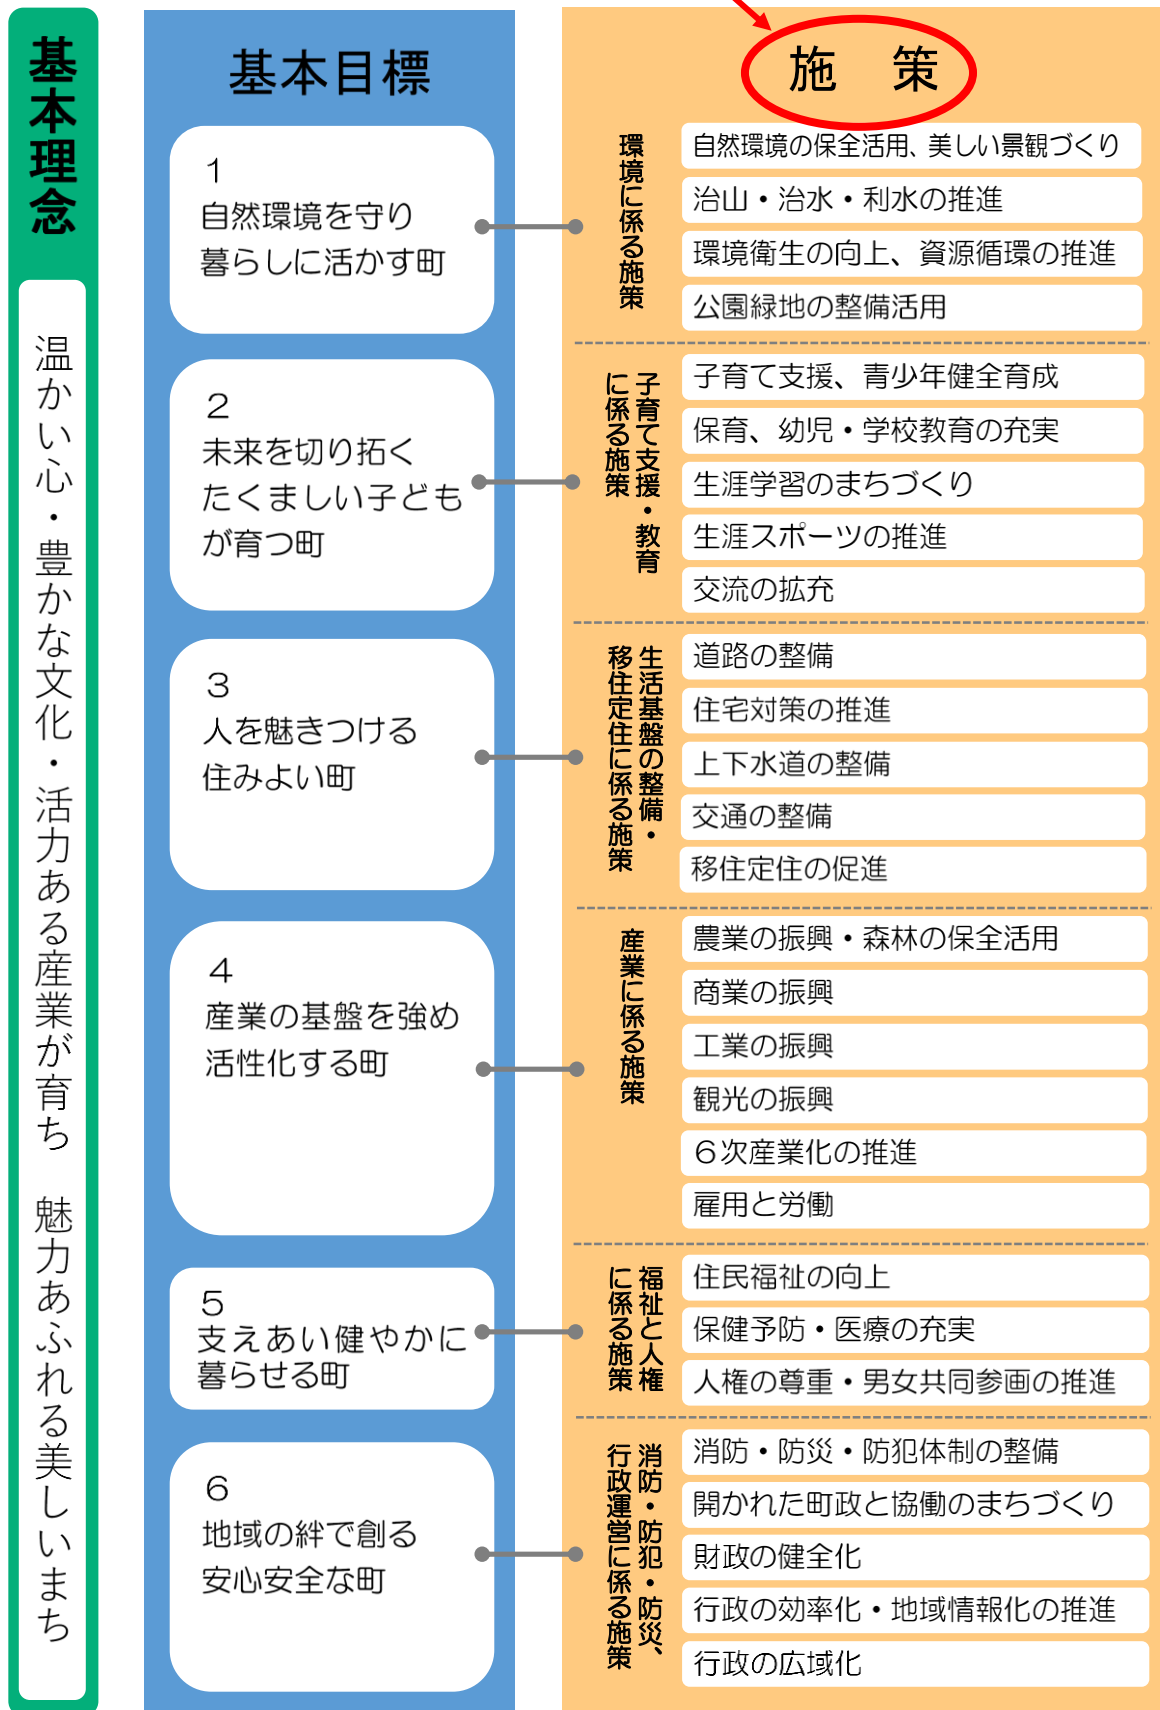 基本理念
温かい心・豊かな文化・活力ある産業が育ち　魅力あふれる美しいまち
基本目標
1
自然環境を守り
暮らしに活かす町
2
未来を切り拓く
たくましい子ども
が育つ町
3
人を魅きつける
住みよい町
4
産業の基盤を強め
活性化する町
5
支えあい健やかに
暮らせる町
6
地域の絆で創る
安心安全な町
施　策
環境に係る施策
自然環境の保全活用、美しい景観づくり
治山・治水・利水の推進
環境衛生の向上、資源循環の推進
公園緑地の整備活用
子育て支援・教育
に係る施策
子育て支援、青少年健全育成
保育、幼児・学校教育の充実
生涯学習のまちづくり
生涯スポーツの推進
交流の拡充
生活基盤の整備・
移住定住に係る施策
道路の整備
住宅対策の推進
上下水道の整備
交通の整備
移住定住の促進
産業に係る施策
農業の振興・森林の保全活用
商業の振興
工業の振興
観光の振興
６次産業化の推進
雇用と労働
福祉と人権
に係る施策
住民福祉の向上
保健予防・医療の充実
人権の尊重・男女共同参画の推進
消防・防犯・防災、
行政運営に係る施策
消防・防災・防犯体制の整備
開かれた町政と協働のまちづくり
財政の健全化
行政の効率化・地域情報化の推進
行政の広域化